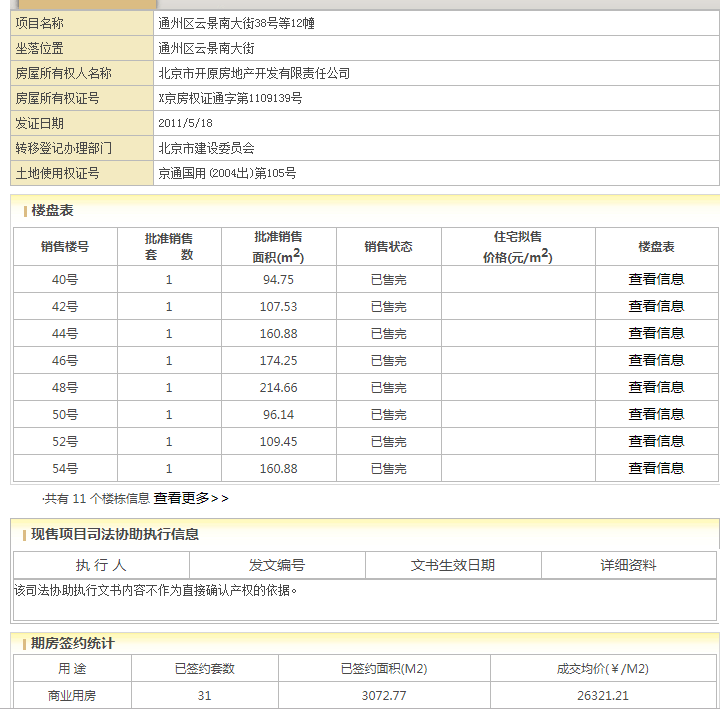 项目名称 通州区云景南大街38号等12幢
坐落位置 通州区云景南大街
房屋所有权人名称 北京市开原房地产开发有限责任公司
房屋所有权证号 X京房权证通字第1109139号
发证日期 2011/5/18
转移登记办理部门 北京市建设委员会
土地使用权证号 京通国用(2004出)第105号
楼盘表
销售楼号 批准销售套 数 批准销售面积(m²) 销售状态 住宅拟售价格(元/m²) 楼盘表
40号 1 94.75 已售完 查看信息
42号 1 107.53 已售完 查看信息
44号 1 160.88 已售完 查看信息
46号 1 174.25 已售完 查看信息
48号 1 214.66 已售完 查看信息
50号 1 96.14 已售完 查看信息
52号 1 109.45 已售完 查看信息
54号 1 160.88 已售完 查看信息
·共有 11 个楼栋信息 查看更多>>
现售项目司法协助执行信息
执 行 人 发文编号 文书生效日期 详细资料
该司法协助执行文书内容不作为直接确认产权的依据。
期房签约统计
用 途 已签约套数 已签约面积(M2) 成交均价(￥/M2)
商业用房 31 3072.77 26321.21